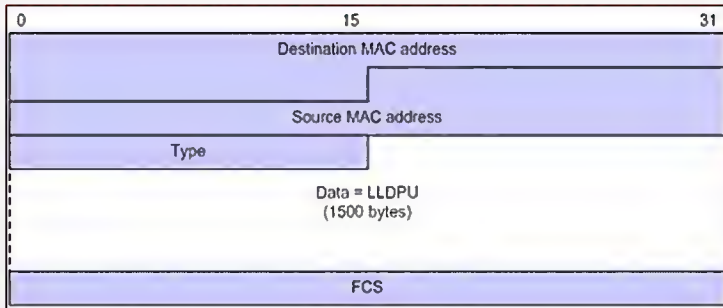 0 15 31
Destination MAC address
Source MAC address
Type
Data = LLDPU
(1500 bytes)
FCS